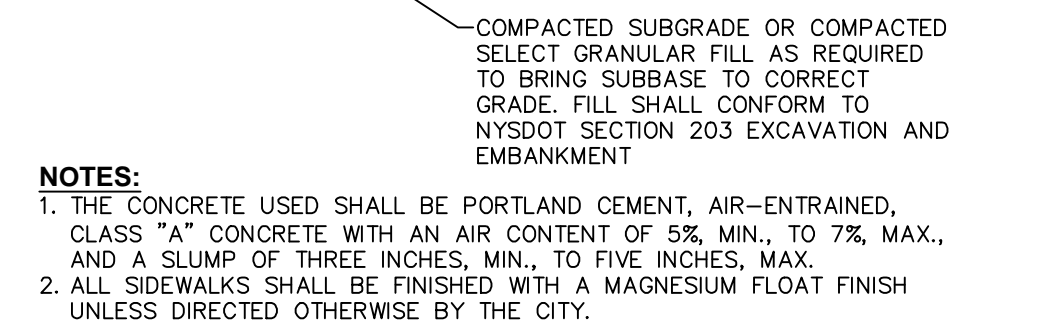 COMPACTED SUBGRADE OR COMPACTED
SELECT GRANULAR FILL AS REQUIRED
TO BRING SUBBASE TO CORRECT
GRADE. FILL SHALL CONFORM TO
NYSDOT SECTION 203 EXCAVATION AND
EMBANKMENT
NOTES:
1. THE CONCRETE USED SHALL BE PORTLAND CEMENT, AIR–ENTRAINED,
CLASS "A" CONCRETE WITH AN AIR CONTENT OF 5%, MIN., TO 7%, MAX.,
AND A SLUMP OF THREE INCHES, MIN., TO FIVE INCHES, MAX.
2. ALL SIDEWALKS SHALL BE FINISHED WITH A MAGNESIUM FLOAT FINISH
UNLESS DIRECTED OTHERWISE BY THE CITY.